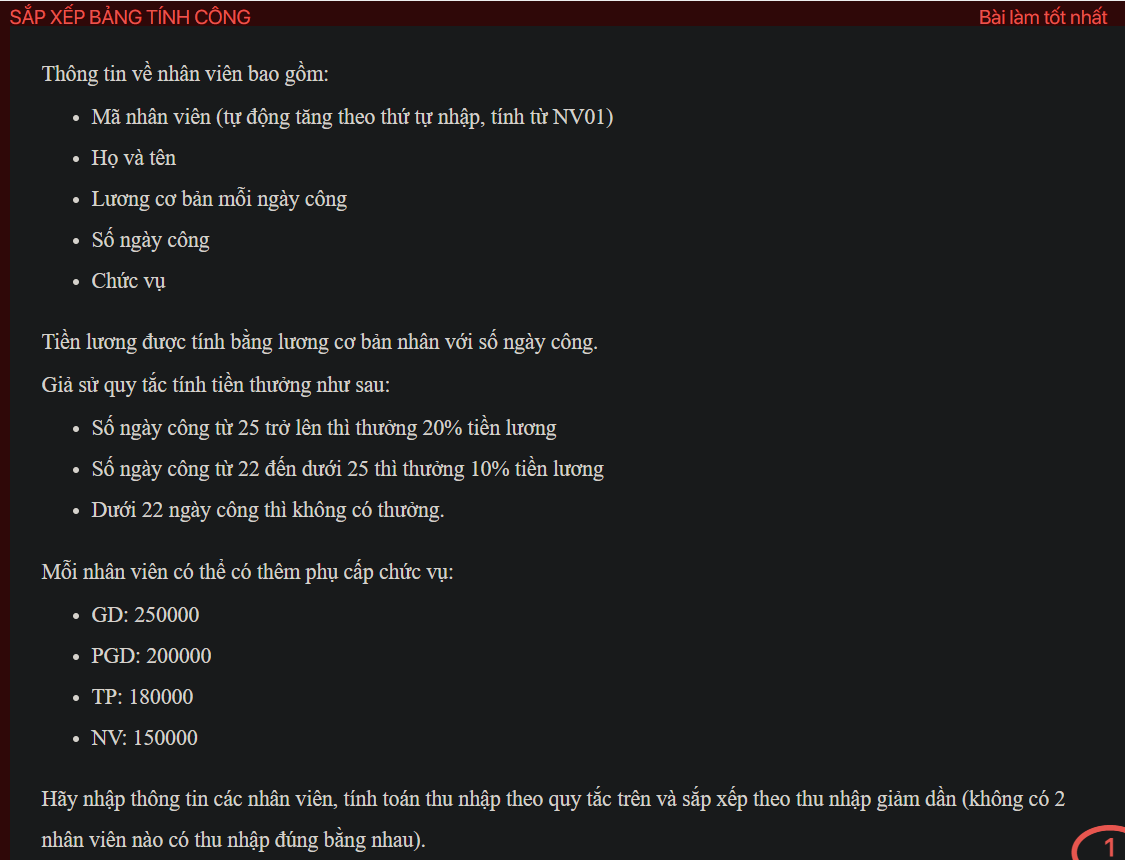 SẮP XẾP BẢNG TÍNH CÔNG
Bài làm tốt nhất
Thông tin về nhân viên bao gồm:
• Mã nhân viên (tự động tăng theo thứ tự nhập, tính từ NV01)
• Họ và tên
• Lương cơ bản mỗi ngày công
• Số ngày công
• Chức vụ
Tiền lương được tính bằng lương cơ bản nhân với số ngày công.
Giả sử quy tắc tính tiền thưởng như sau:
• Số ngày công từ 25 trở lên thì thưởng 20% tiền lương
• Số ngày công từ 22 đến dưới 25 thì thưởng 10% tiền lương
• Dưới 22 ngày công thì không có thưởng.
Mỗi nhân viên có thể có thêm phụ cấp chức vụ:
• GD: 250000
• PGD: 200000
• TP: 180000
• NV: 150000
Hãy nhập thông tin các nhân viên, tính toán thu nhập theo quy tắc trên và sắp xếp theo thu nhập giảm dần (không có 2
nhân viên nào có thu nhập đúng bằng nhau).
1